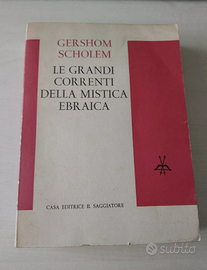 GERSHOM
SCHOLEM
LE GRANDI
CORRENTI
DELLA MISTICA
EBRAICA
CASA EDITRICE IL SAGGIATORE
subito